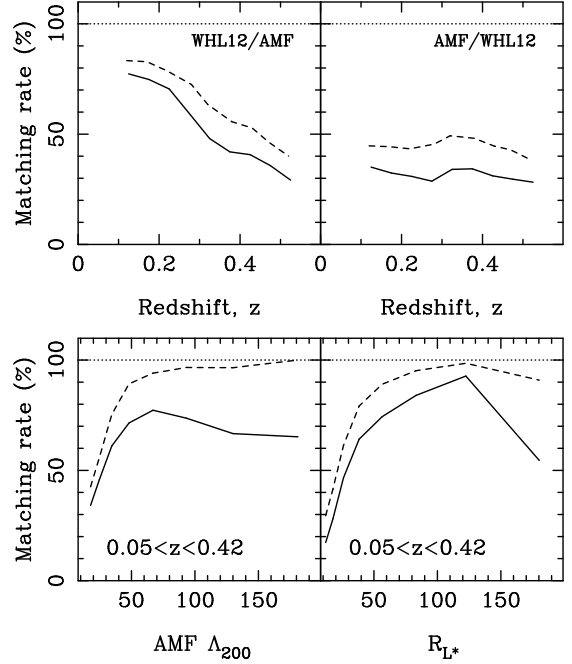 Matching rate (%)
100
50
0
WHL12/AMF
AMF/WHL12
0
0.2
0.4
0
0.2
0.4
Redshift, z
Redshift, z
Matching rate (%)
100
50
0
0.05<z<0.42
0.05<z<0.42
50
100
150
50
100
150
AMF Λ₂₀₀
R_L*